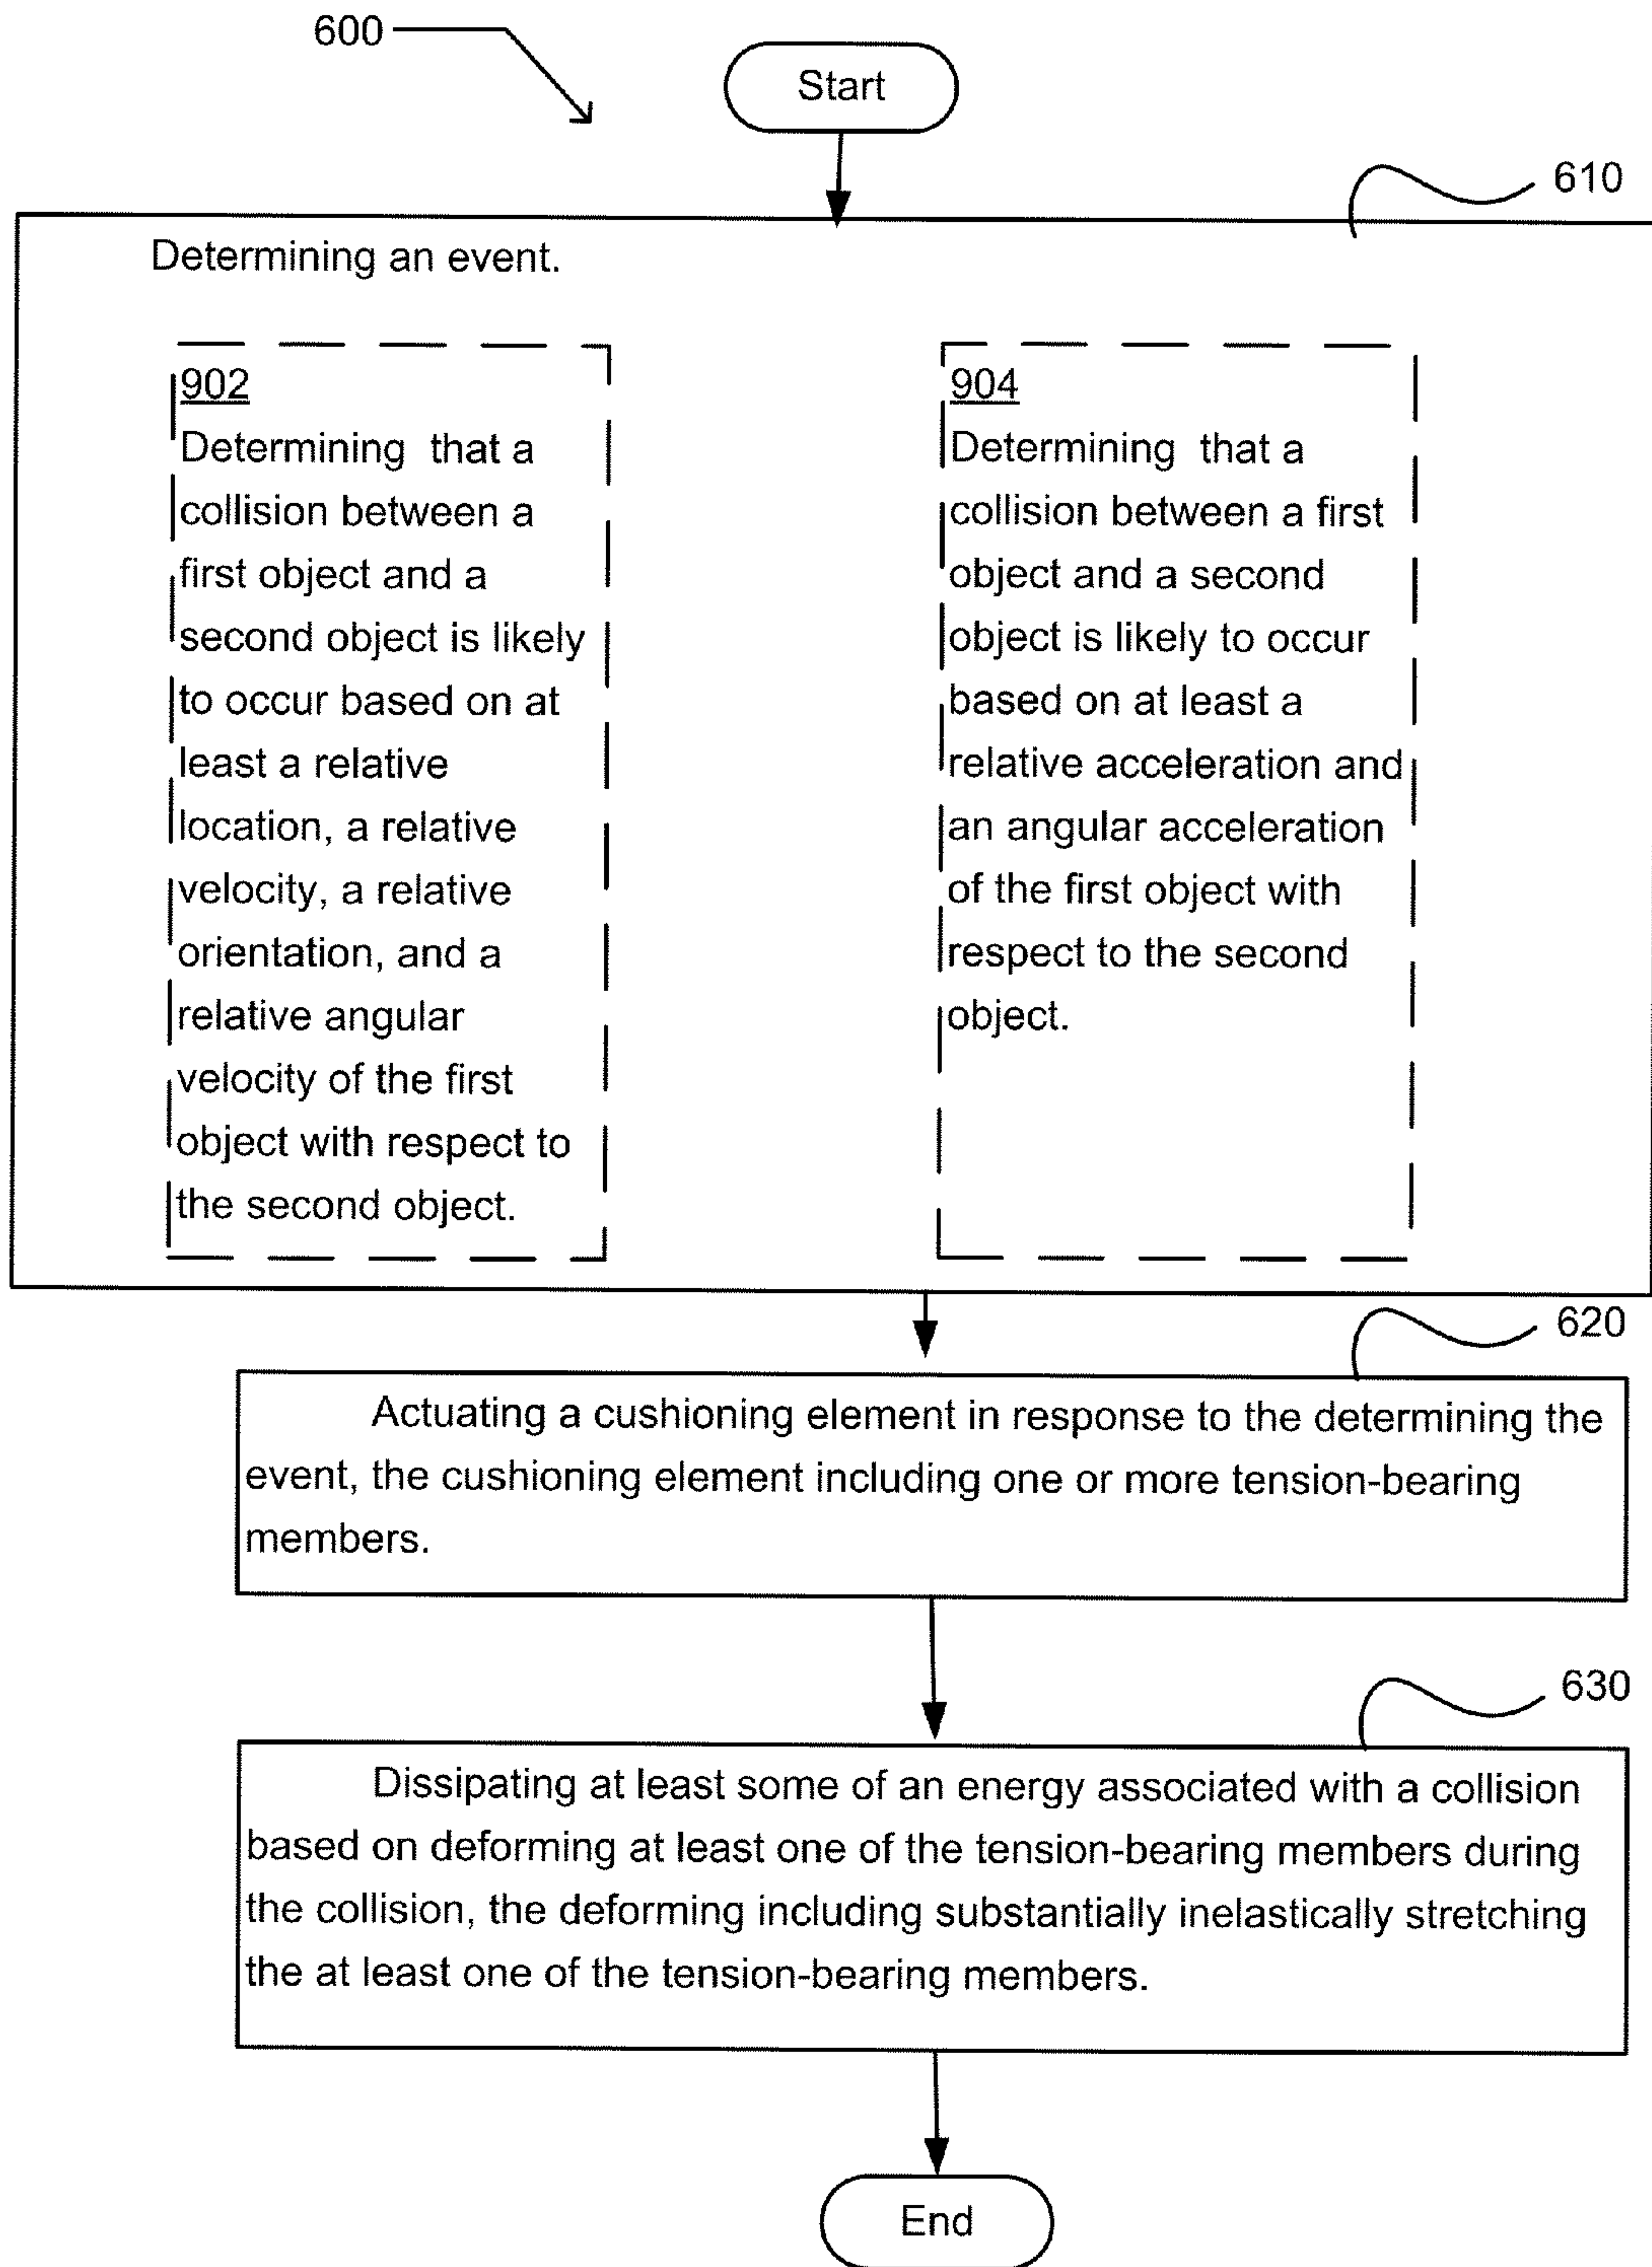 600
Start
610
Determining an event.
902
Determining that a
collision between a
first object and a
second object is likely
to occur based on at
least a relative
location, a relative
velocity, a relative
orientation, and a
relative angular
velocity of the first
object with respect to
the second object.
904
Determining that a
collision between a first
object and a second
object is likely to occur
based on at least a
relative acceleration and
an angular acceleration
of the first object with
respect to the second
object.
620
Actuating a cushioning element in response to the determining the
event, the cushioning element including one or more tension-bearing
members.
630
Dissipating at least some of an energy associated with a collision
based on deforming at least one of the tension-bearing members during
the collision, the deforming including substantially inelastically stretching
the at least one of the tension-bearing members.
End